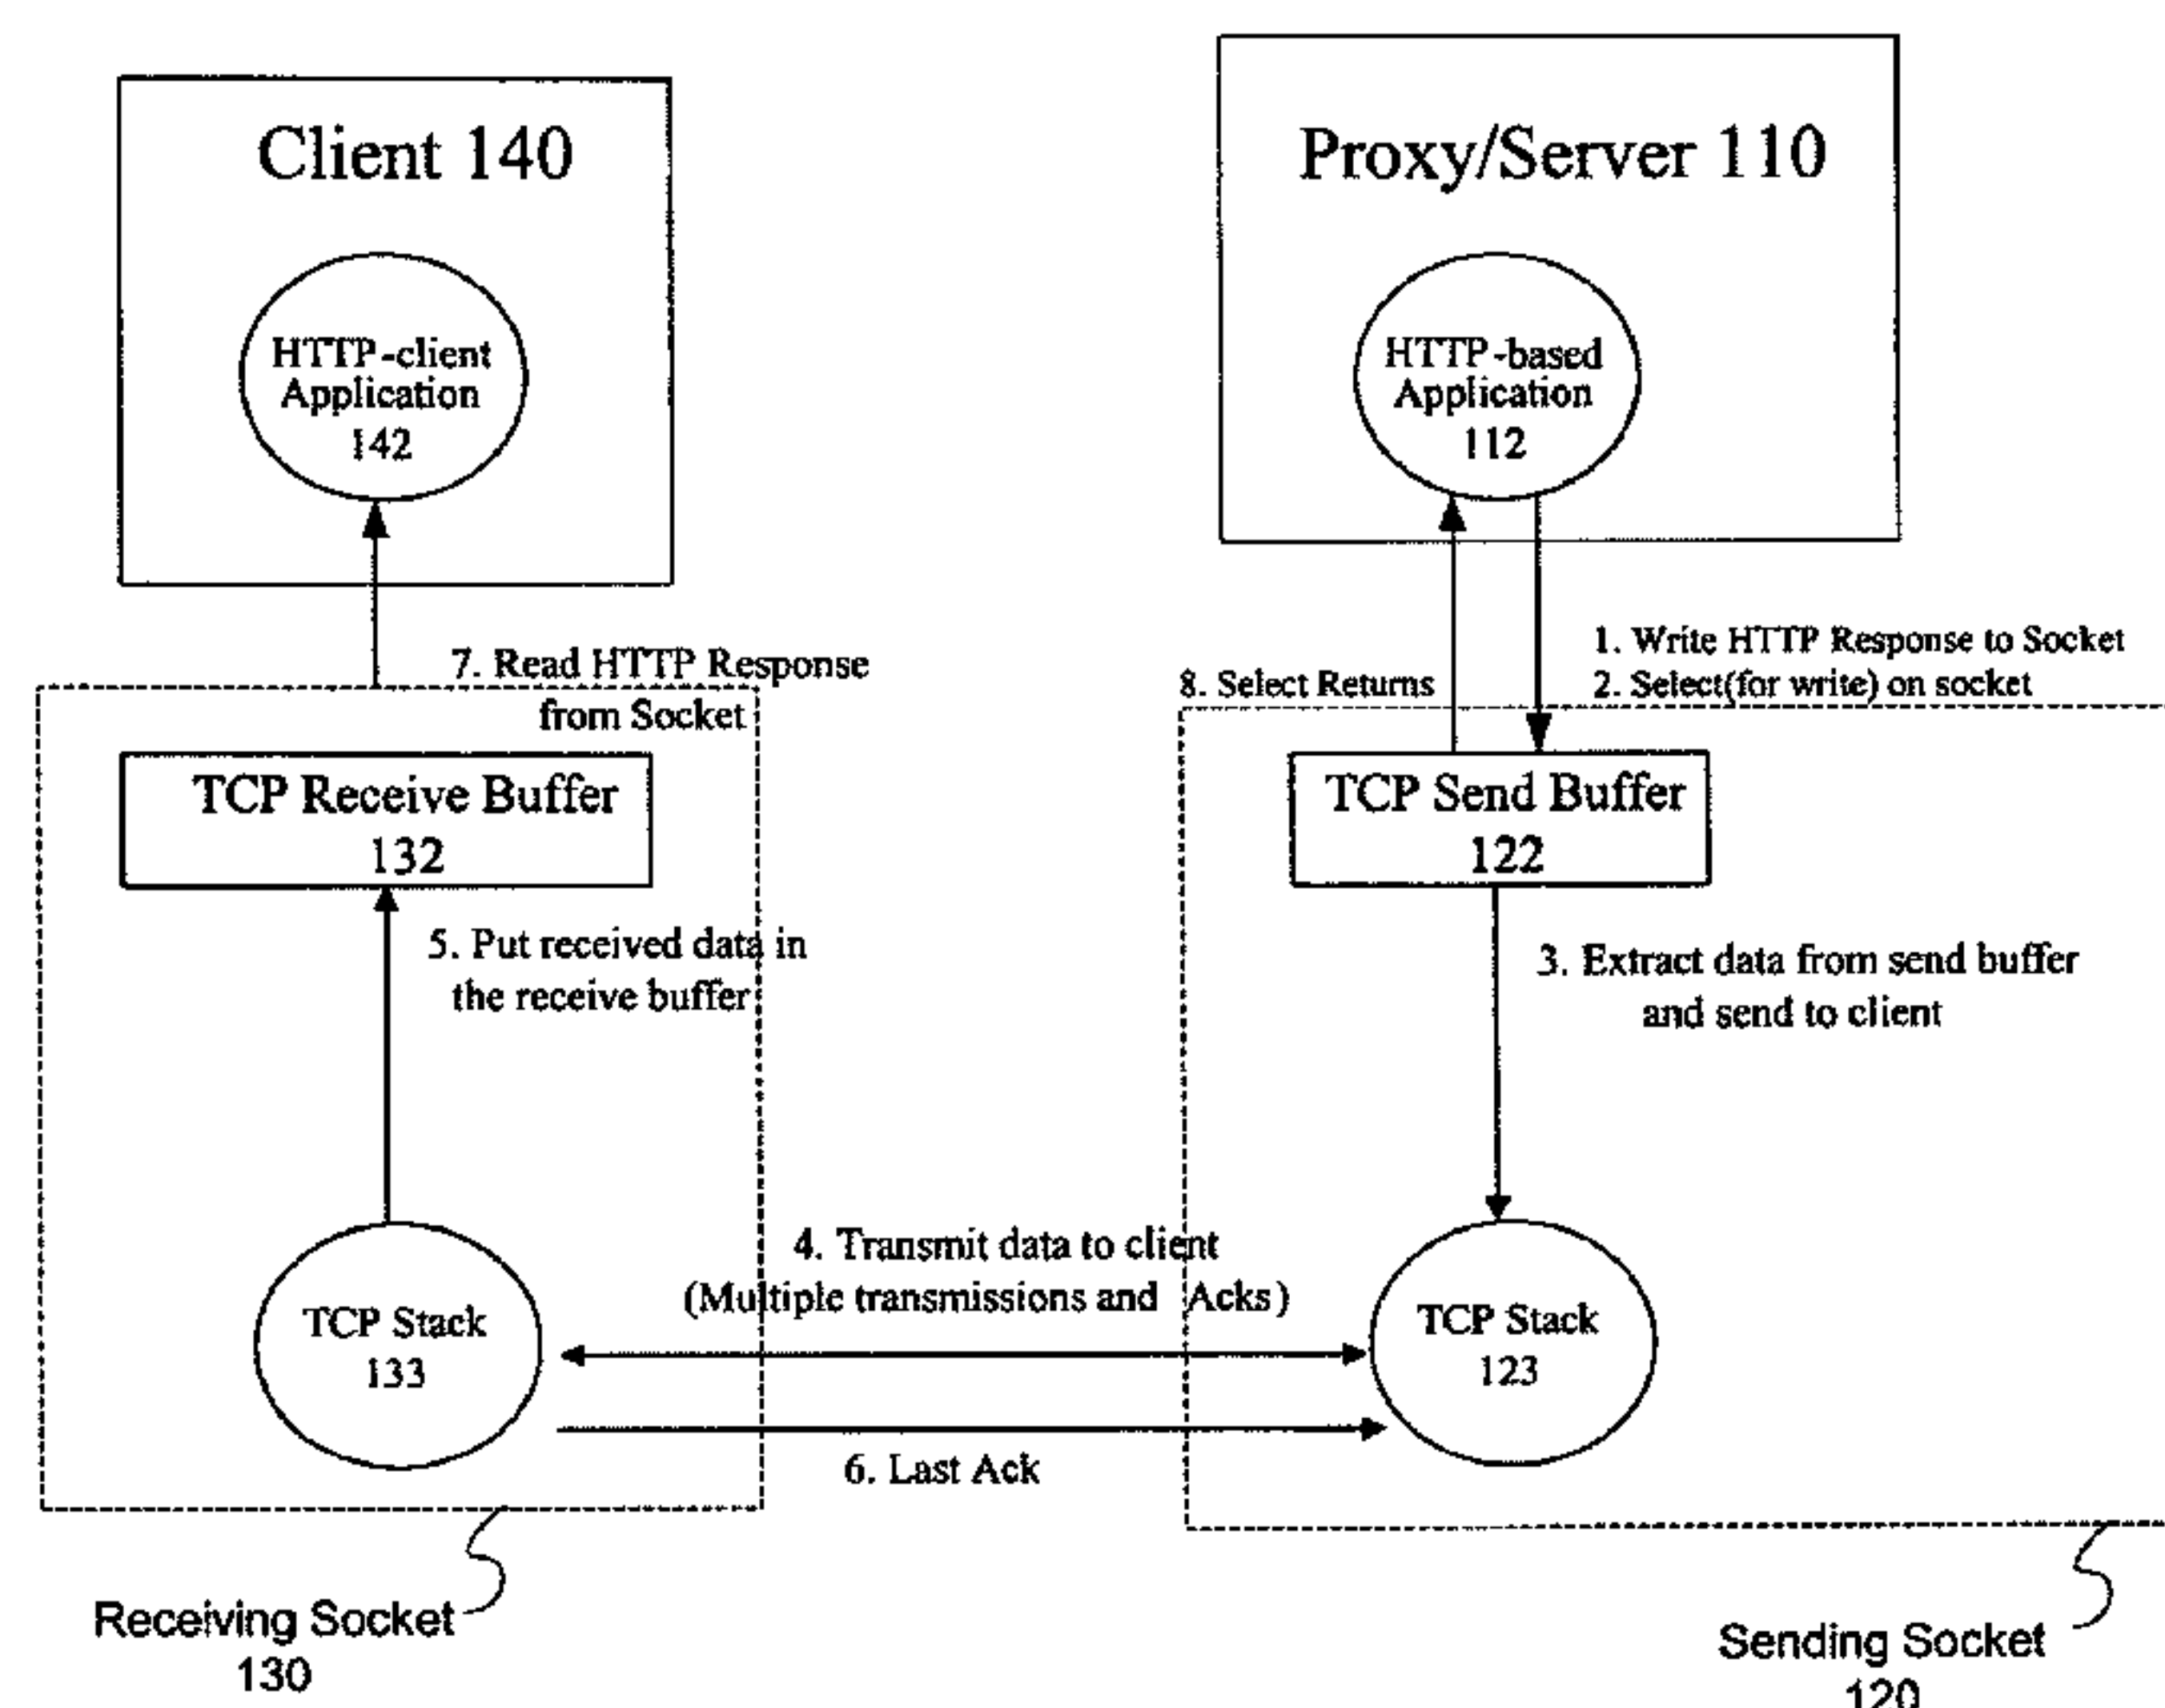 Client 140
HTTP-client
Application
142
Proxy/Server 110
HTTP-based
Application
112
7. Read HTTP Response
from Socket
8. Select Returns
1. Write HTTP Response to Socket
2. Select(for write) on socket
TCP Receive Buffer
132
TCP Send Buffer
122
5. Put received data in
the receive buffer
3. Extract data from send buffer
and send to client
4. Transmit data to client
(Multiple transmissions and Acks)
TCP Stack
133
TCP Stack
123
6. Last Ack
Receiving Socket
130
Sending Socket
120